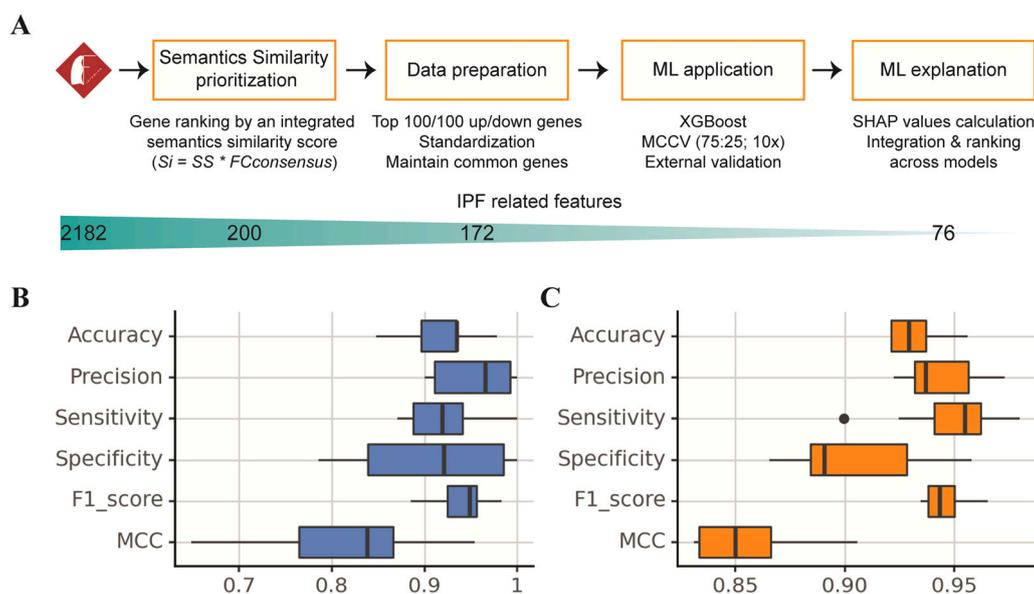 A
Semantics Similarity
prioritization
Data preparation
ML application
ML explanation
Gene ranking by an integrated
semantics similarity score
(Si = SS * FCconsensus)
Top 100/100 up/down genes
Standardization
Maintain common genes
XGBoost
MCCV (75:25; 10x)
External validation
SHAP values calculation
Integration & ranking
across models
IPF related features
2182 200 172 76
B
Accuracy
Precision
Sensitivity
Specificity
F1_score
MCC
0.7 0.8 0.9 1
C
Accuracy
Precision
Sensitivity
Specificity
F1_score
MCC
0.85 0.90 0.95